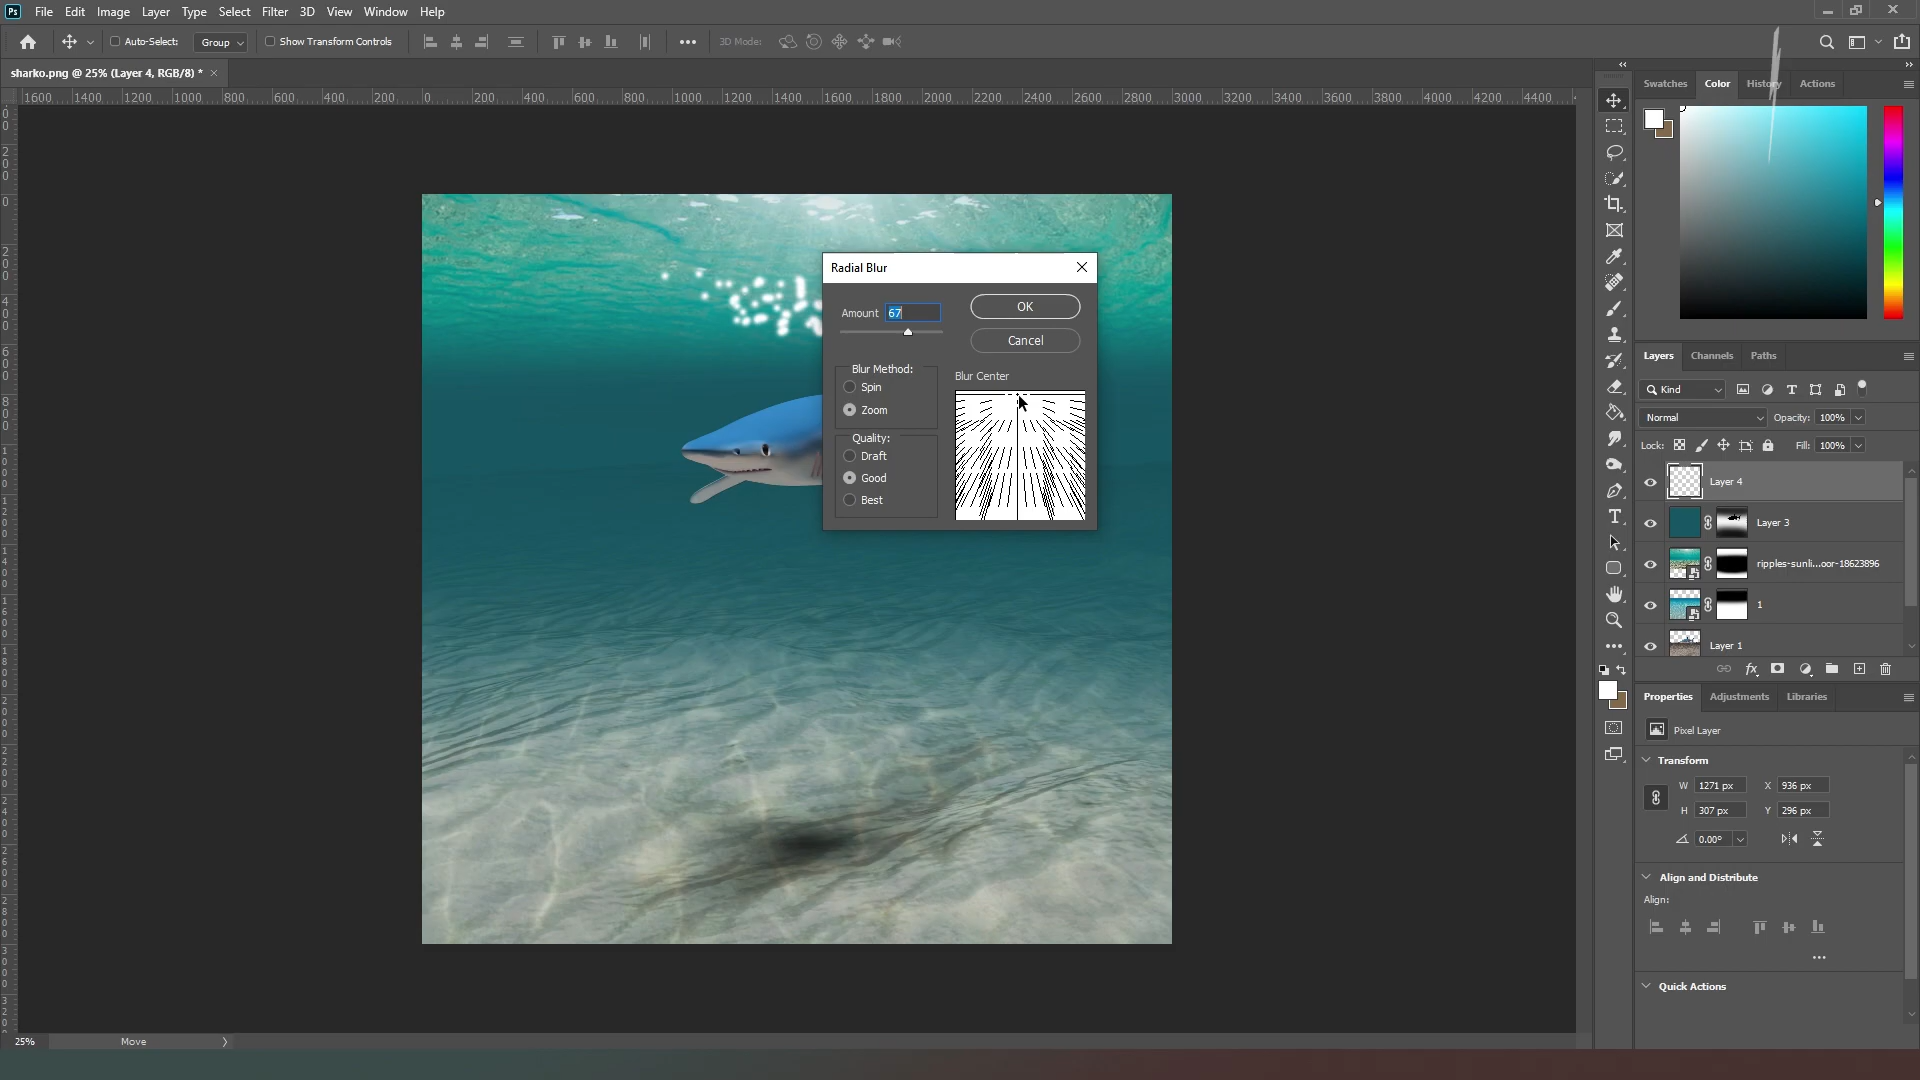 Ps File Edit Image Layer Type Select Filter 3D View Window Help
Auto-Select: Group Show Transform Controls 3D Mode:
sharko.png @ 25% (Layer 4, RGB/8) *
1600 1400 1200 1000 800 600 400 200 0 200 400 600 800 1000 1200 1400 1600 1800 2000 2200 2400 2600 2800 3000 3200 3400 3600 3800 4000 4200 4400
Swatches Color History Actions
Radial Blur
Amount 67
OK
Cancel
Blur Method:
Spin
Zoom
Blur Center
Quality:
Draft
Good
Best
Layers Channels Paths
Kind
Normal Opacity: 100%
Lock: Fill: 100%
Layer 4
Layer 3
ripples-sunli...oor-18623896
1
Layer 1
Properties Adjustments Libraries
Pixel Layer
Transform
W 1271 px X 936 px
H 307 px Y 296 px
0.00°
Align and Distribute
Align:
Quick Actions
25% Move